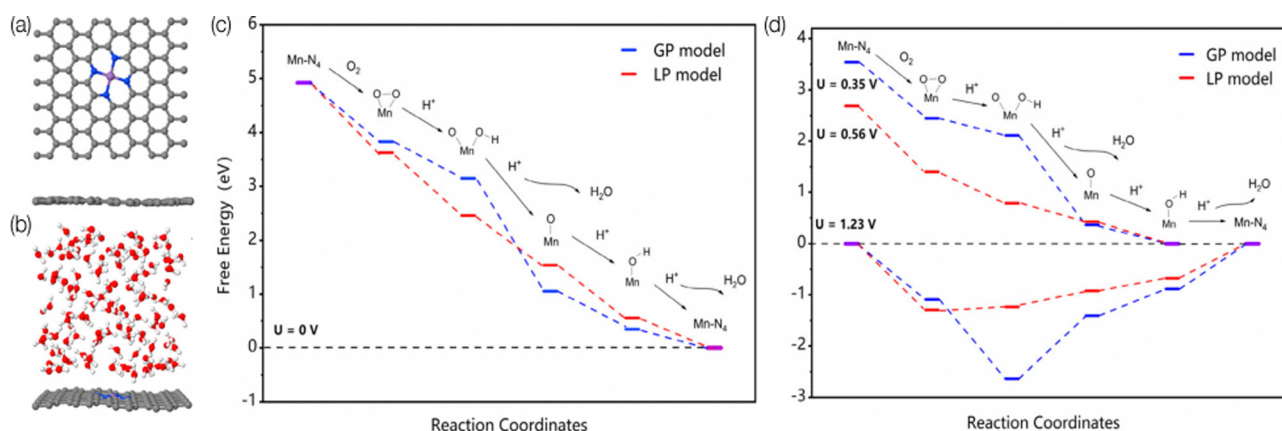 (a)
(b)
(c)
6
5
4
3
2
1
0
-1
Free Energy (eV)
Reaction Coordinates
GP model
LP model
Mn-N4
O2
O O
Mn
H+
O O H
Mn
H+
H2O
O
Mn
H+
H
O
Mn
H+
H2O
Mn-N4
U = 0 V
(d)
4
3
2
1
0
-1
-2
-3
Reaction Coordinates
GP model
LP model
Mn-N4
O2
O O
Mn
H+
O O H
Mn
U = 0.35 V
U = 0.56 V
H+
H2O
O
Mn
H+
H
O
Mn
H+
H2O
Mn-N4
U = 1.23 V